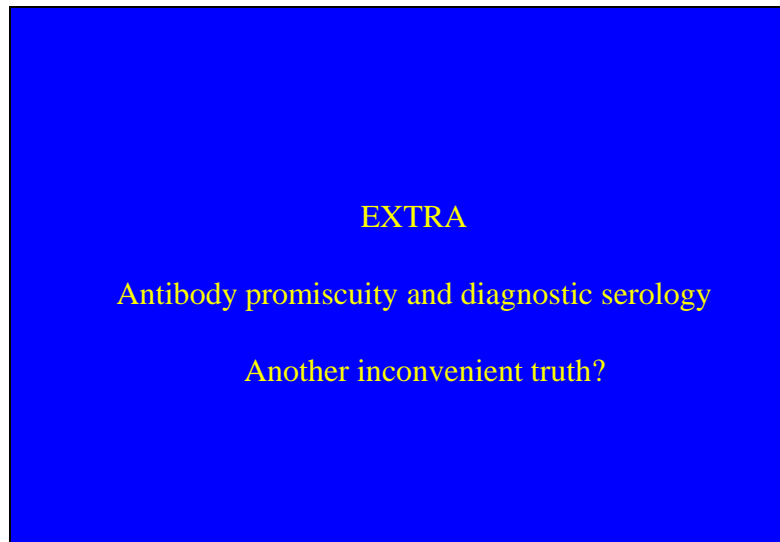 EXTRA
Antibody promiscuity and diagnostic serology
Another inconvenient truth?